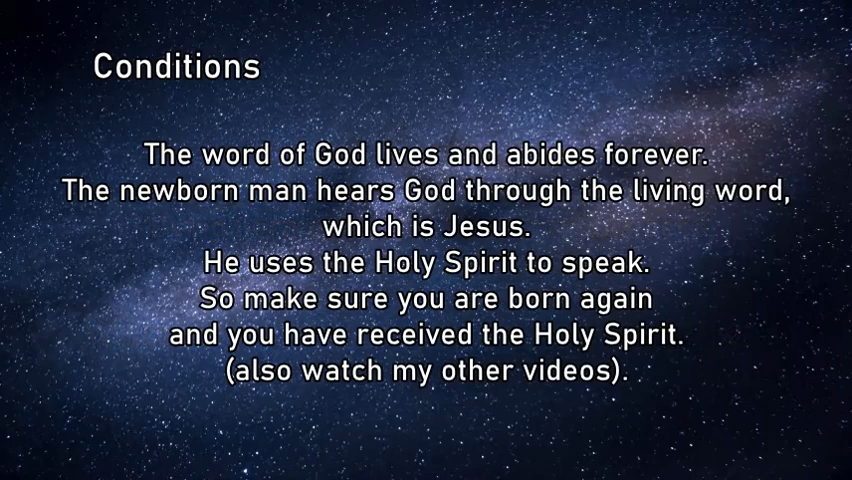 Conditions
The word of God lives and abides forever.
The newborn man hears God through the living word,
which is Jesus.
He uses the Holy Spirit to speak.
So make sure you are born again
and you have received the Holy Spirit.
(also watch my other videos).